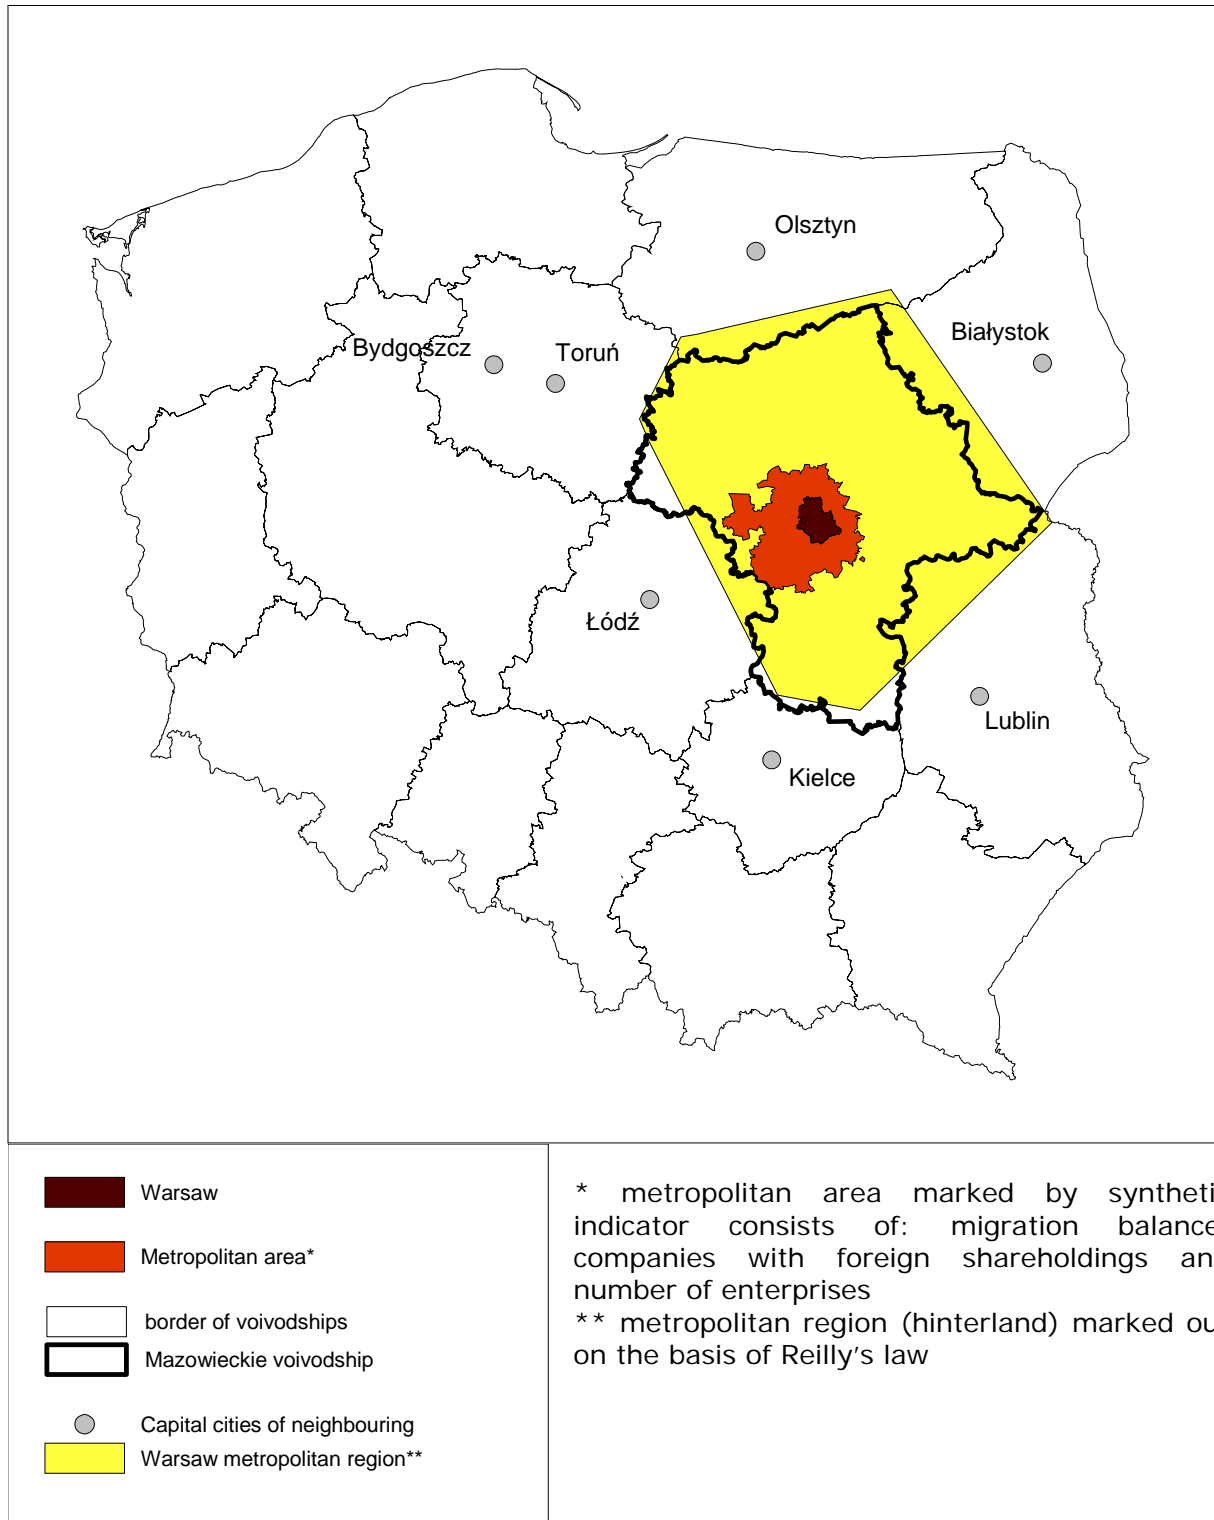 Olsztyn
Białystok
Bydgoszcz
Toruń
Łódź
Lublin
Kielce
Warsaw
Metropolitan area*
border of voivodships
Mazowieckie voivodship
Capital cities of neighbouring
Warsaw metropolitan region**
* metropolitan area marked by syntheti
indicator consists of: migration balance
companies with foreign shareholdings an
number of enterprises
** metropolitan region (hinterland) marked ou
on the basis of Reilly's law